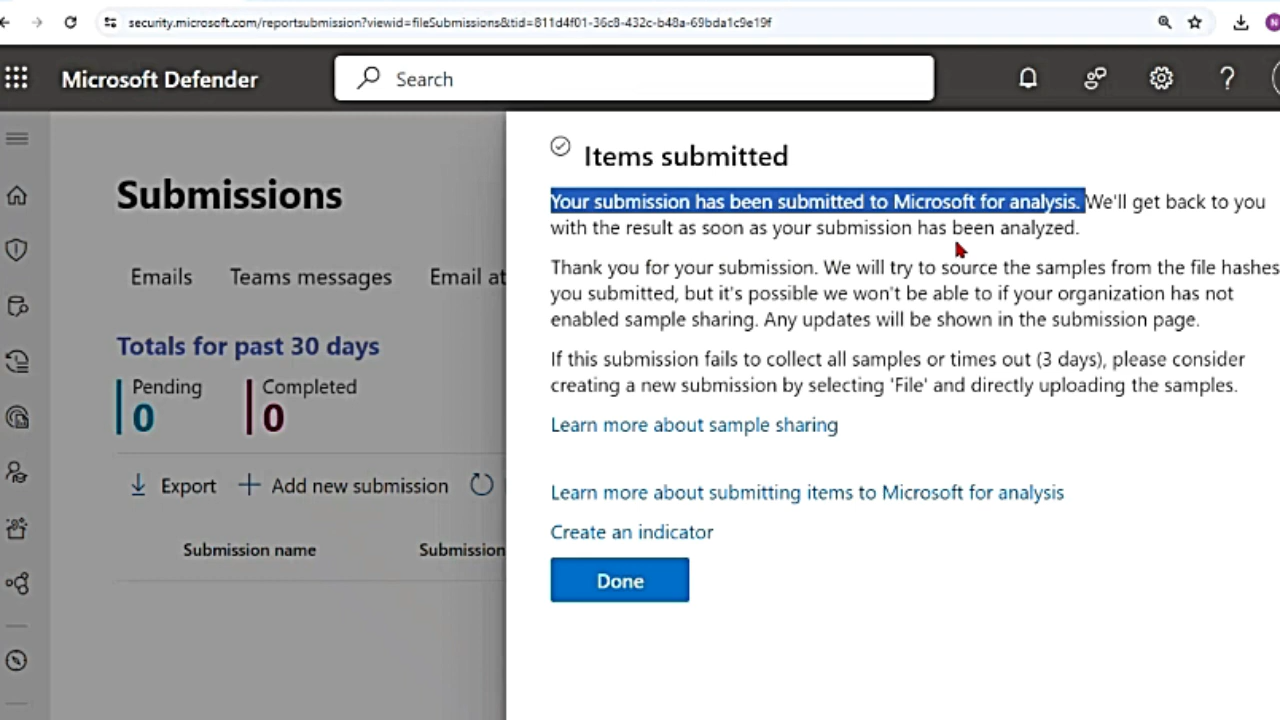 security.microsoft.com/reportsubmission?viewid=fileSubmissions&tid=811d4f01-36c8-432c-b48a-69bda1c9e19f
N
Microsoft Defender
Search
?
Items submitted
Your submission has been submitted to Microsoft for analysis. We'll get back to you
with the result as soon as your submission has been analyzed.
Thank you for your submission. We will try to source the samples from the file hashes
you submitted, but it's possible we won't be able to if your organization has not
enabled sample sharing. Any updates will be shown in the submission page.
If this submission fails to collect all samples or times out (3 days), please consider
creating a new submission by selecting 'File' and directly uploading the samples.
Learn more about sample sharing
Learn more about submitting items to Microsoft for analysis
Create an indicator
Done
Submissions
Emails Teams messages Email at
Totals for past 30 days
Pending Completed
0 0
Export Add new submission
Submission name Submission